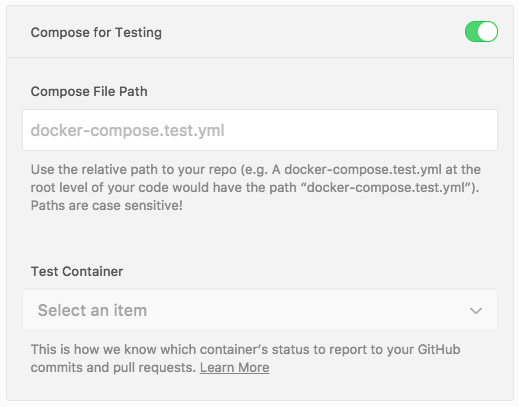 Compose for Testing
Compose File Path
docker-compose.test.yml
Use the relative path to your repo (e.g. A docker-compose.test.yml at the
root level of your code would have the path “docker-compose.test.yml”).
Paths are case sensitive!
Test Container
Select an item
This is how we know which container’s status to report to your GitHub
commits and pull requests. Learn More